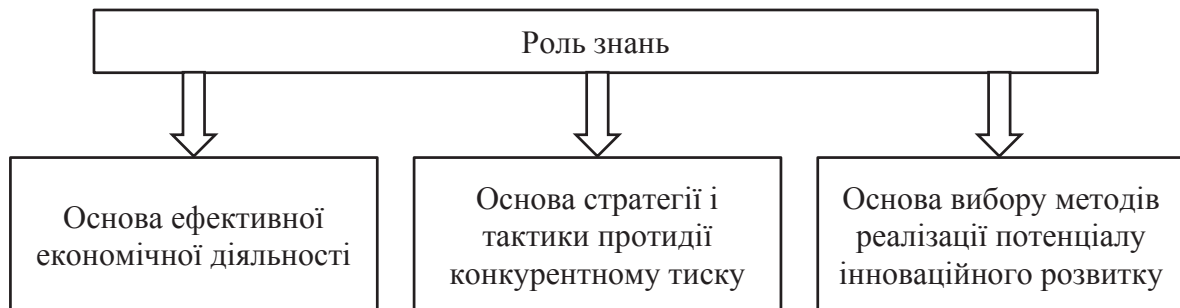 Роль знань
Основа ефективної
економічної діяльності
Основа стратегії і
тактики протидії
конкурентному тиску
Основа вибору методів
реалізації потенціалу
інноваційного розвитку